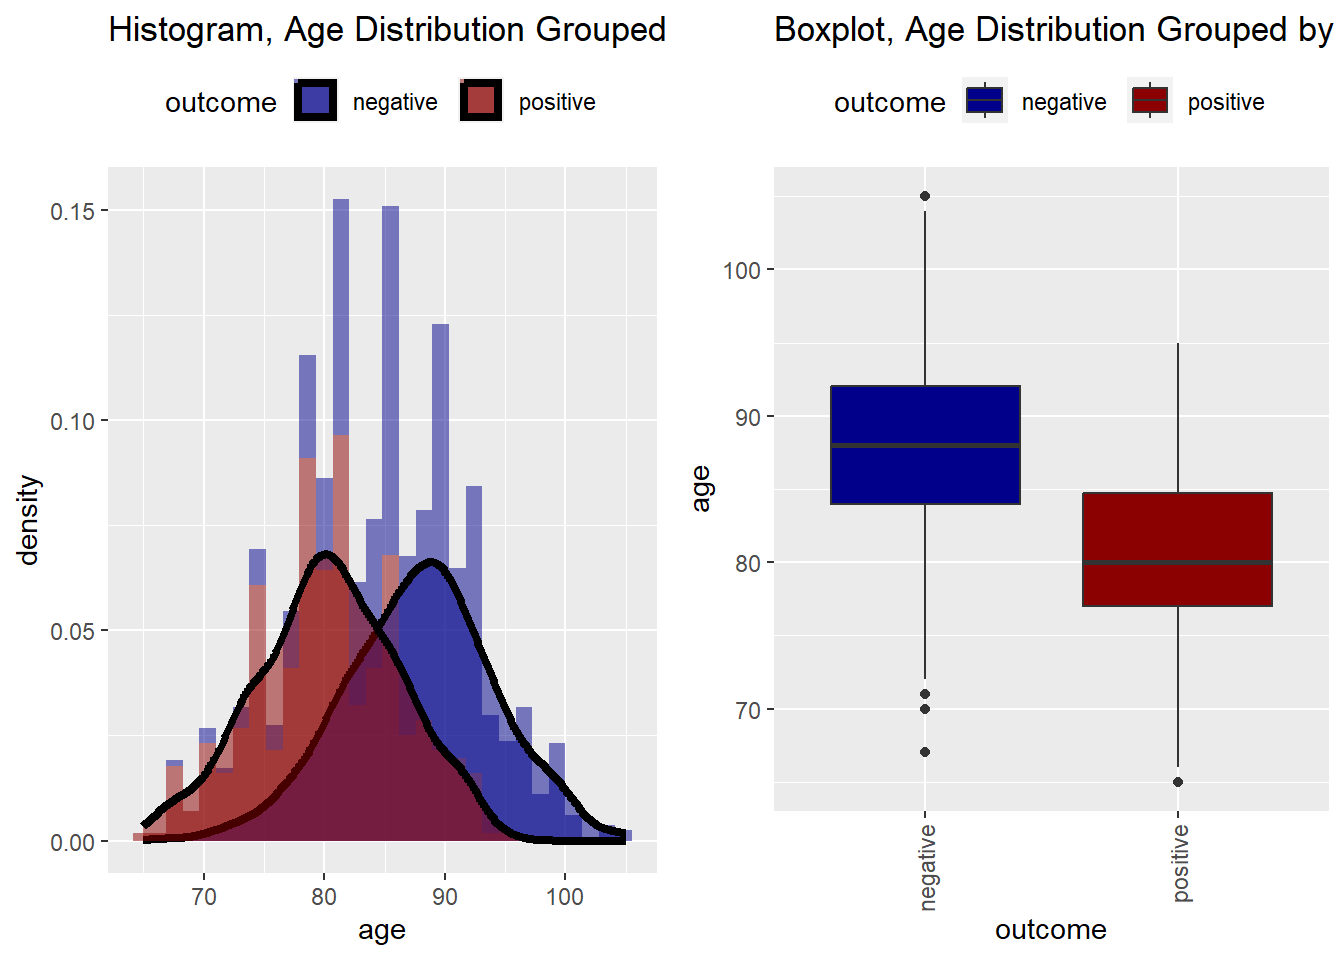 Histogram, Age Distribution Grouped
outcome negative positive
0.15
0.10
0.05
0.00
density
70 80 90 100
age
Boxplot, Age Distribution Grouped by
outcome negative positive
100
90
80
70
age
negative positive
outcome